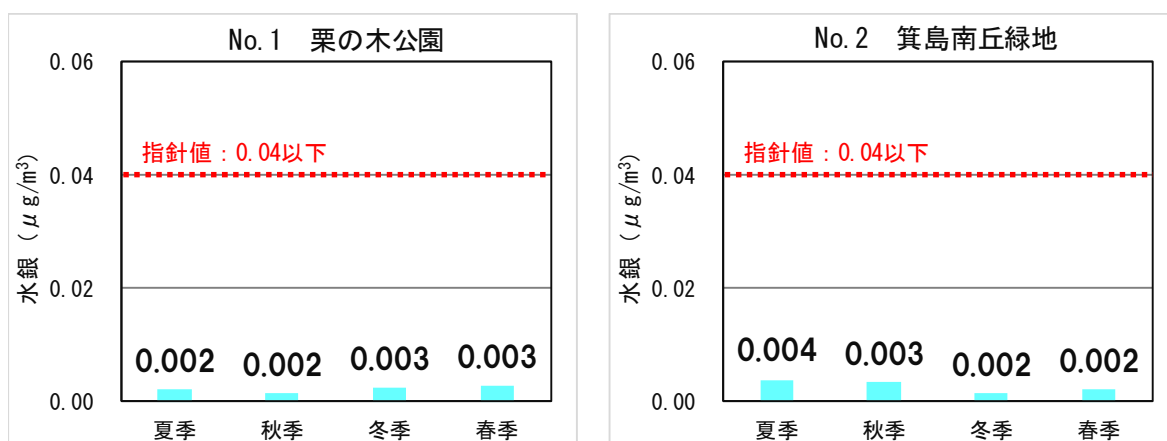 No.1 栗の木公園
水銀 (μg/m³)
0.06
0.04
0.02
0.00
指針値:0.04以下
0.002
0.002
0.003
0.003
夏季
秋季
冬季
春季
No.2 箕島南丘緑地
水銀 (μg/m³)
0.06
0.04
0.02
0.00
指針値:0.04以下
0.004
0.003
0.002
0.002
夏季
秋季
冬季
春季